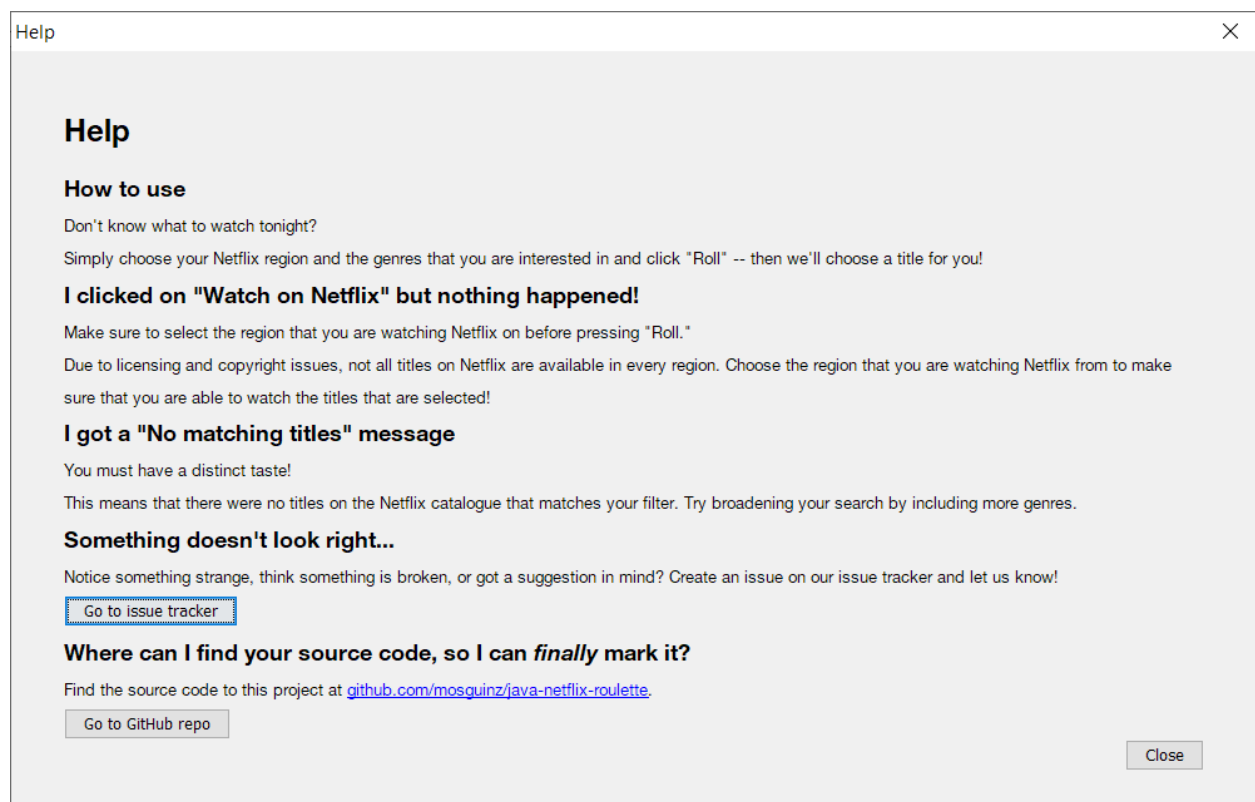 Help
Help
How to use
Don't know what to watch tonight?
Simply choose your Netflix region and the genres that you are interested in and click "Roll" -- then we'll choose a title for you!
I clicked on "Watch on Netflix" but nothing happened!
Make sure to select the region that you are watching Netflix on before pressing "Roll."
Due to licensing and copyright issues, not all titles on Netflix are available in every region. Choose the region that you are watching Netflix from to make
sure that you are able to watch the titles that are selected!
I got a "No matching titles" message
You must have a distinct taste!
This means that there were no titles on the Netflix catalogue that matches your filter. Try broadening your search by including more genres.
Something doesn't look right...
Notice something strange, think something is broken, or got a suggestion in mind? Create an issue on our issue tracker and let us know!
Go to issue tracker
Where can I find your source code, so I can finally mark it?
Find the source code to this project at github.com/mosguinz/java-netflix-roulette.
Go to GitHub repo
Close